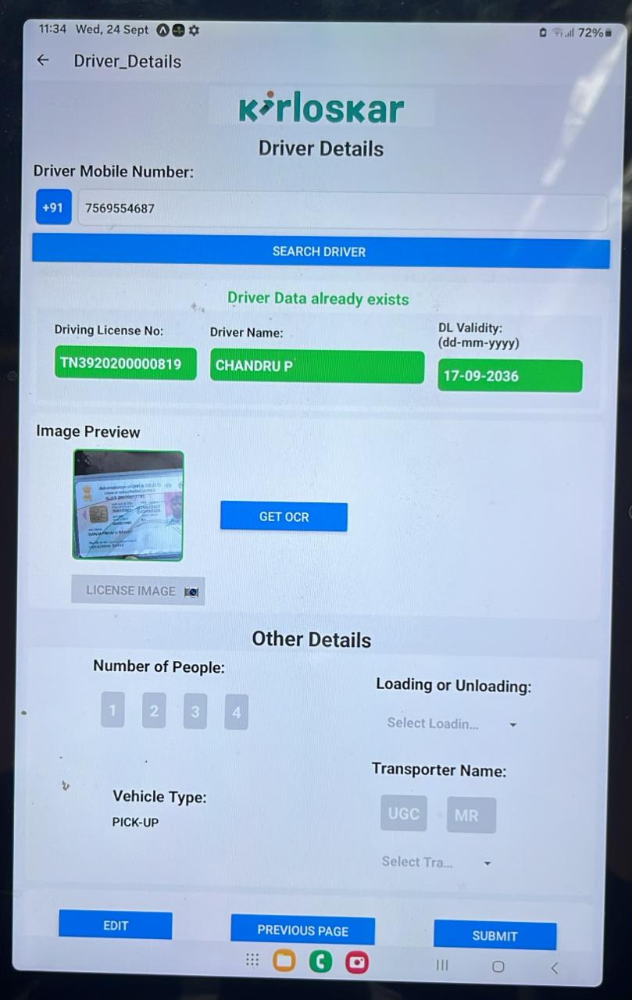 11:34 Wed, 24 Sept
72%
Driver_Details
kirloskar
Driver Details
Driver Mobile Number:
+91 7569554687
SEARCH DRIVER
Driver Data already exists
Driving License No: Driver Name: DL Validity:
(dd-mm-yyyy)
TN3920200000819 CHANDRU P 17-09-2036
Image Preview
GET OCR
LICENSE IMAGE
Other Details
Number of People:
Loading or Unloading:
1 2 3 4
Select Loadin...
Transporter Name:
Vehicle Type:
UGC MR
PICK-UP
Select Tra...
EDIT PREVIOUS PAGE SUBMIT